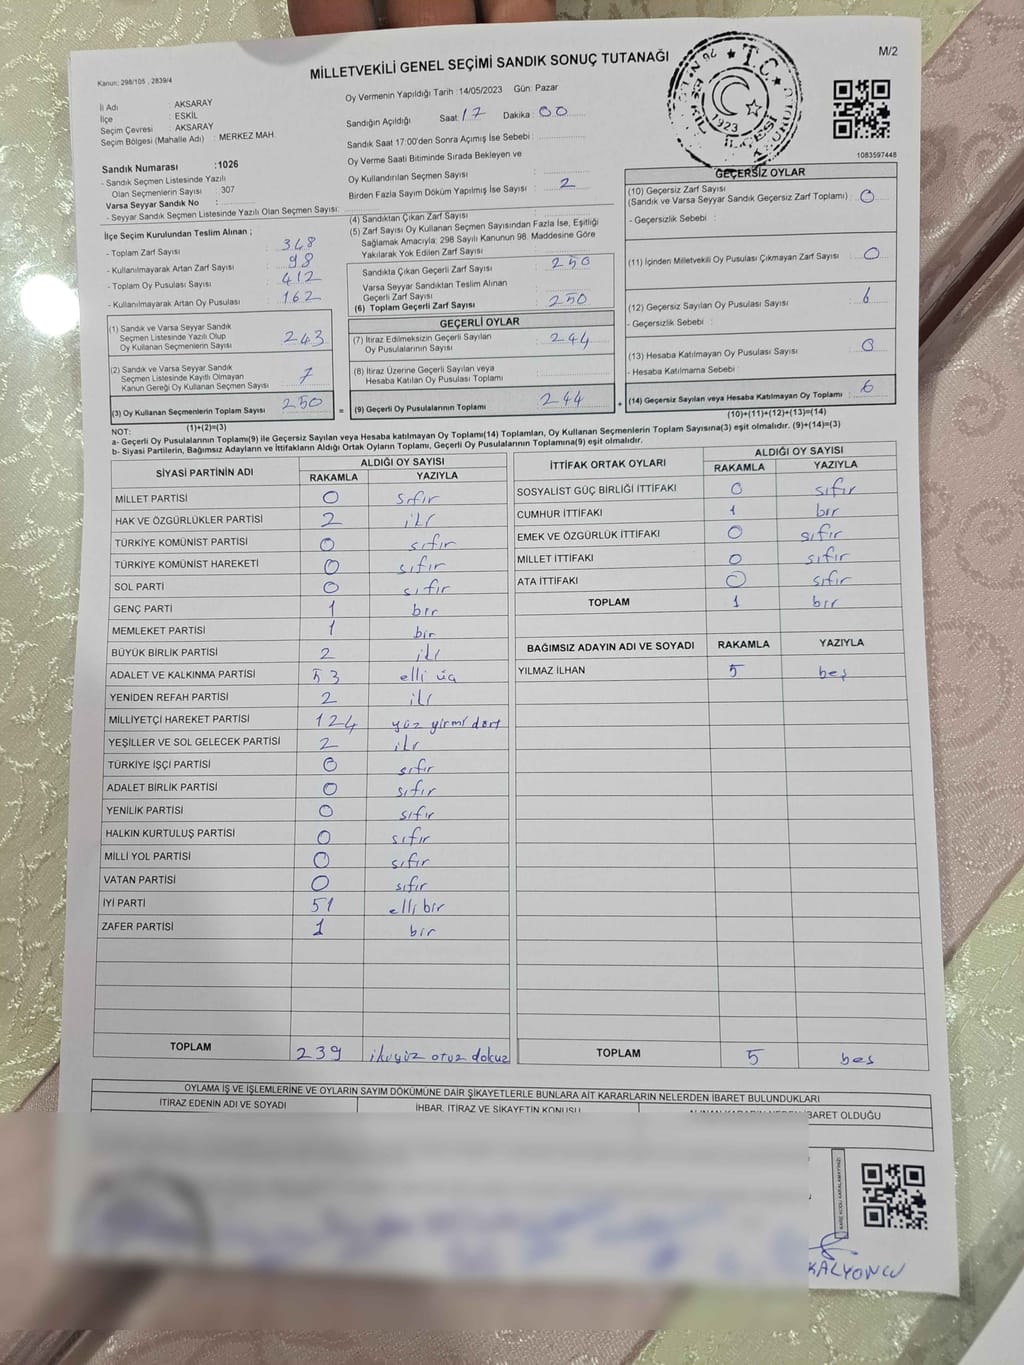 M/2
Kanun: 298/105 , 2839/4
MİLLETVEKİLİ GENEL SEÇİMİ SANDIK SONUÇ TUTANAĞI
İl Adı : AKSARAY
İlçe : ESKİL
Seçim Çevresi : AKSARAY
Seçim Bölgesi (Mahalle Adı) : MERKEZ MAH.
Sandık Numarası : 1026
- Sandık Seçmen Listesinde Yazılı
Olan Seçmenlerin Sayısı : 307
Varsa Seyyar Sandık No :
- Seyyar Sandık Seçmen Listesinde Yazılı Olan Seçmen Sayısı:
Oy Vermenin Yapıldığı Tarih : 14/05/2023 Gün: Pazar
Sandığın Açıldığı Saat: 17 Dakika : 00
Sandık Saat 17:00'den Sonra Açımış İse Sebebi :
Oy Verme Saati Bitiminde Sırada Bekleyen ve
Oy Kullandırılan Seçmen Sayısı :
Birden Fazla Sayım Döküm Yapılmış İse Sayısı : 2
T.C.
1923
1083597448
İlçe Seçim Kurulundan Teslim Alınan ;
- Toplam Zarf Sayısı : 348
- Kullanılmayarak Artan Zarf Sayısı : 98
- Toplam Oy Pusulası Sayısı : 412
- Kullanılmayarak Artan Oy Pusulası : 162
(1) Sandık ve Varsa Seyyar Sandık
Seçmen Listesinde Yazılı Olup
Oy Kullanan Seçmenlerin Sayısı : 243
(2) Sandık ve Varsa Seyyar Sandık
Seçmen Listesinde Kayıtlı Olmayan
Kanun Gereği Oy Kullanan Seçmen Sayısı : 7
(3) Oy Kullanan Seçmenlerin Toplam Sayısı : 250
(1)+(2)=(3)
(4) Sandıktan Çıkan Zarf Sayısı :
(5) Zarf Sayısı Oy Kullanan Seçmen Sayısından Fazla İse, Eşitliği
Sağlamak Amacıyla; 298 Sayılı Kanunun 98. Maddesine Göre
Yakılarak Yok Edilen Zarf Sayısı :
Sandıkta Çıkan Geçerli Zarf Sayısı : 250
Varsa Seyyar Sandıktan Teslim Alınan
Geçerli Zarf Sayısı :
(6) Toplam Geçerli Zarf Sayısı : 250
GEÇERLİ OYLAR
(7) İtiraz Edilmeksizin Geçerli Sayılan
Oy Pusulalarının Sayısı : 244
(8) İtiraz Üzerine Geçerli Sayılan veya
Hesaba Katılan Oy Pusulası Toplamı :
= (9) Geçerli Oy Pusulalarının Toplamı : 244
GEÇERSİZ OYLAR
(10) Geçersiz Zarf Sayısı
(Sandık ve Varsa Seyyar Sandık Geçersiz Zarf Toplamı) : 0
- Geçersizlik Sebebi :
(11) İçinden Milletvekili Oy Pusulası Çıkmayan Zarf Sayısı : 0
(12) Geçersiz Sayılan Oy Pusulası Sayısı : 6
- Geçersizlik Sebebi :
(13) Hesaba Katılmayan Oy Pusulası Sayısı : 0
- Hesaba Katılmama Sebebi :
+ (14) Geçersiz Sayılan veya Hesaba Katılmayan Oy Toplamı : 6
(10)+(11)+(12)+(13)=(14)
NOT:
a- Geçerli Oy Pusulalarının Toplamı(9) ile Geçersiz Sayılan veya Hesaba katılmayan Oy Toplamı(14) Toplamları, Oy Kullanan Seçmenlerin Toplam Sayısına(3) eşit olmalıdır. (9)+(14)=(3)
b- Siyasi Partilerin, Bağımsız Adayların ve İttifakların Aldığı Ortak Oyların Toplamı, Geçerli Oy Pusulalarının Toplamına(9) eşit olmalıdır.
SİYASİ PARTİNİN ADI ALDIĞI OY SAYISI
RAKAMLA YAZIYLA
MİLLET PARTİSİ 0 sıfır
HAK VE ÖZGÜRLÜKLER PARTİSİ 2 iki
TÜRKİYE KOMÜNİST PARTİSİ 0 sıfır
TÜRKİYE KOMÜNİST HAREKETİ 0 sıfır
SOL PARTİ 0 sıfır
GENÇ PARTİ 1 bir
MEMLEKET PARTİSİ 1 bir
BÜYÜK BİRLİK PARTİSİ 2 iki
ADALET VE KALKINMA PARTİSİ 53 elli üç
YENİDEN REFAH PARTİSİ 2 iki
MİLLİYETÇİ HAREKET PARTİSİ 124 yüz yirmi dört
YEŞİLLER VE SOL GELECEK PARTİSİ 2 iki
TÜRKİYE İŞÇİ PARTİSİ 0 sıfır
ADALET BİRLİK PARTİSİ 0 sıfır
YENİLİK PARTİSİ 0 sıfır
HALKIN KURTULUŞ PARTİSİ 0 sıfır
MİLLİ YOL PARTİSİ 0 sıfır
VATAN PARTİSİ 0 sıfır
İYİ PARTİ 51 elli bir
ZAFER PARTİSİ 1 bir
TOPLAM 239 ikiyüz otuz dokuz
İTTİFAK ORTAK OYLARI ALDIĞI OY SAYISI
RAKAMLA YAZIYLA
SOSYALİST GÜÇ BİRLİĞİ İTTİFAKI 0 sıfır
CUMHUR İTTİFAKI 1 bir
EMEK VE ÖZGÜRLÜK İTTİFAKI 0 sıfır
MİLLET İTTİFAKI 0 sıfır
ATA İTTİFAKI 0 sıfır
TOPLAM 1 bir
BAĞIMSIZ ADAYIN ADI VE SOYADI RAKAMLA YAZIYLA
YILMAZ İLHAN 5 beş
TOPLAM 5 beş
OYLAMA İŞ VE İŞLEMLERİNE VE OYLARIN SAYIM DÖKÜMÜNE DAİR ŞİKAYETLERLE BUNLARA AİT KARARLARIN NELERDEN İBARET BULUNDUKLARI
İTİRAZ EDENİN ADI VE SOYADI
İHBAR, İTİRAZ VE ŞİKAYETİN KONUSU
ALINAN KARARIN NEDEN İBARET OLDUĞU
KARE KODU KARALAMAYINIZ!
KALYONCU